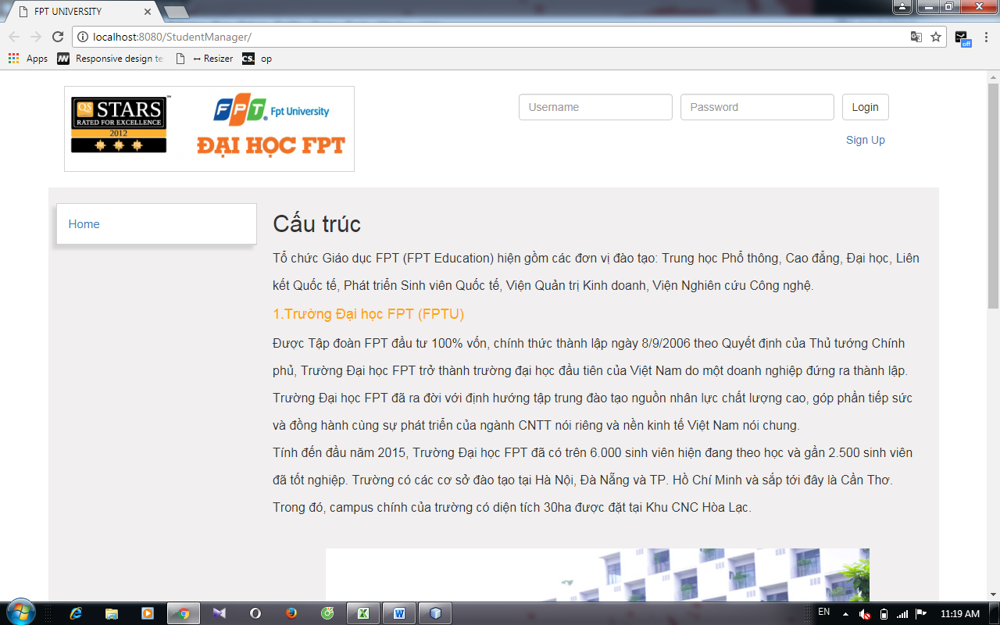 FPT UNIVERSITY
localhost:8080/StudentManager/
Apps
Responsive design te
↔ Resizer
cs.
op
off
QS STARS™
RATED FOR EXCELLENCE
2012
FPT Fpt University
ĐẠI HỌC FPT
Username
Password
Login
Sign Up
Home
Cấu trúc
Tổ chức Giáo dục FPT (FPT Education) hiện gồm các đơn vị đào tạo: Trung học Phổ thông, Cao đẳng, Đại học, Liên
kết Quốc tế, Phát triển Sinh viên Quốc tế, Viện Quản trị Kinh doanh, Viện Nghiên cứu Công nghệ.
1.Trường Đại học FPT (FPTU)
Được Tập đoàn FPT đầu tư 100% vốn, chính thức thành lập ngày 8/9/2006 theo Quyết định của Thủ tướng Chính
phủ, Trường Đại học FPT trở thành trường đại học đầu tiên của Việt Nam do một doanh nghiệp đứng ra thành lập.
Trường Đại học FPT đã ra đời với định hướng tập trung đào tạo nguồn nhân lực chất lượng cao, góp phần tiếp sức
và đồng hành cùng sự phát triển của ngành CNTT nói riêng và nền kinh tế Việt Nam nói chung.
Tính đến đầu năm 2015, Trường Đại học FPT đã có trên 6.000 sinh viên hiện đang theo học và gần 2.500 sinh viên
đã tốt nghiệp. Trường có các cơ sở đào tạo tại Hà Nội, Đà Nẵng và TP. Hồ Chí Minh và sắp tới đây là Cần Thơ.
Trong đó, campus chính của trường có diện tích 30ha được đặt tại Khu CNC Hòa Lạc.
EN
11:19 AM